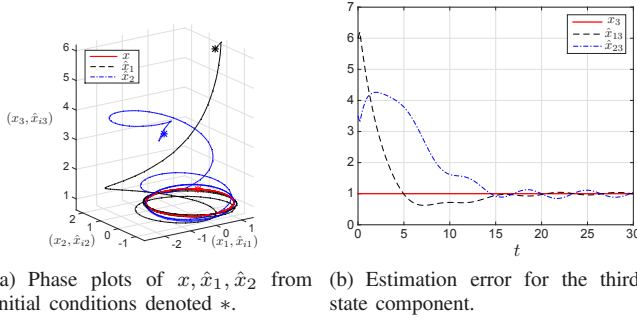 6
5
4
3
2
1
(x₃, x̂ᵢ₃)
x
x̂₁
x̂₂
2
1
0
-1
(x₂, x̂ᵢ₂)
-2
-1
0
1
(x₁, x̂ᵢ₁)
7
6
5
4
3
2
1
0
x₃
x̂₁₃
x̂₂₃
0 5 10 15 20 25 30
t
a) Phase plots of x, x̂₁, x̂₂ from
nitial conditions denoted ∗.
(b) Estimation error for the third
state component.